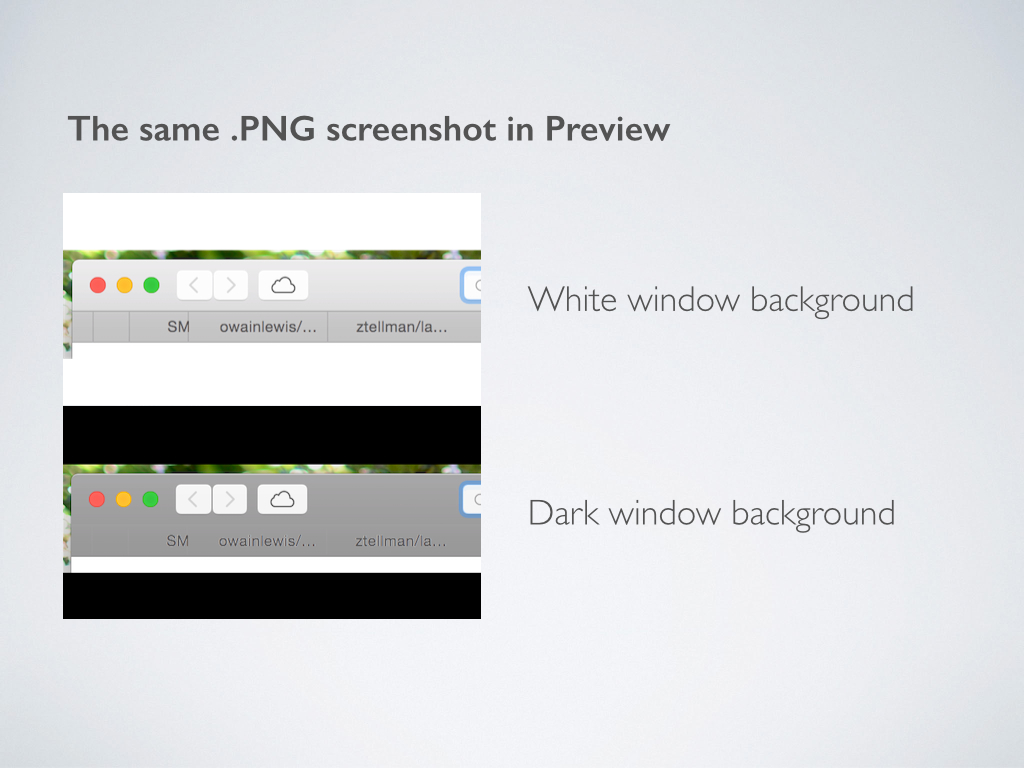 The same .PNG screenshot in Preview
SM owainlewis/... ztellman/la...
White window background
SM owainlewis/... ztellman/la...
Dark window background